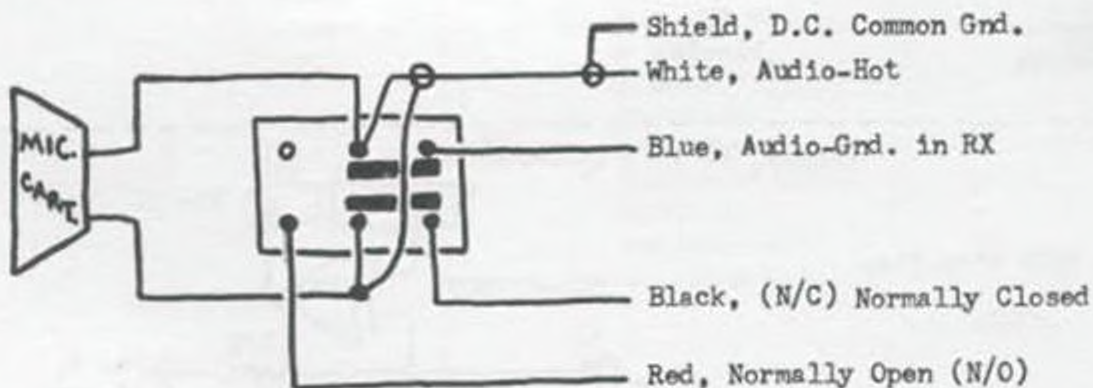 Shield, D.C. Common Gnd.
White, Audio-Hot
MIC.
CART.
Blue, Audio-Gnd. in RX
Black, (N/C) Normally Closed
Red, Normally Open (N/O)